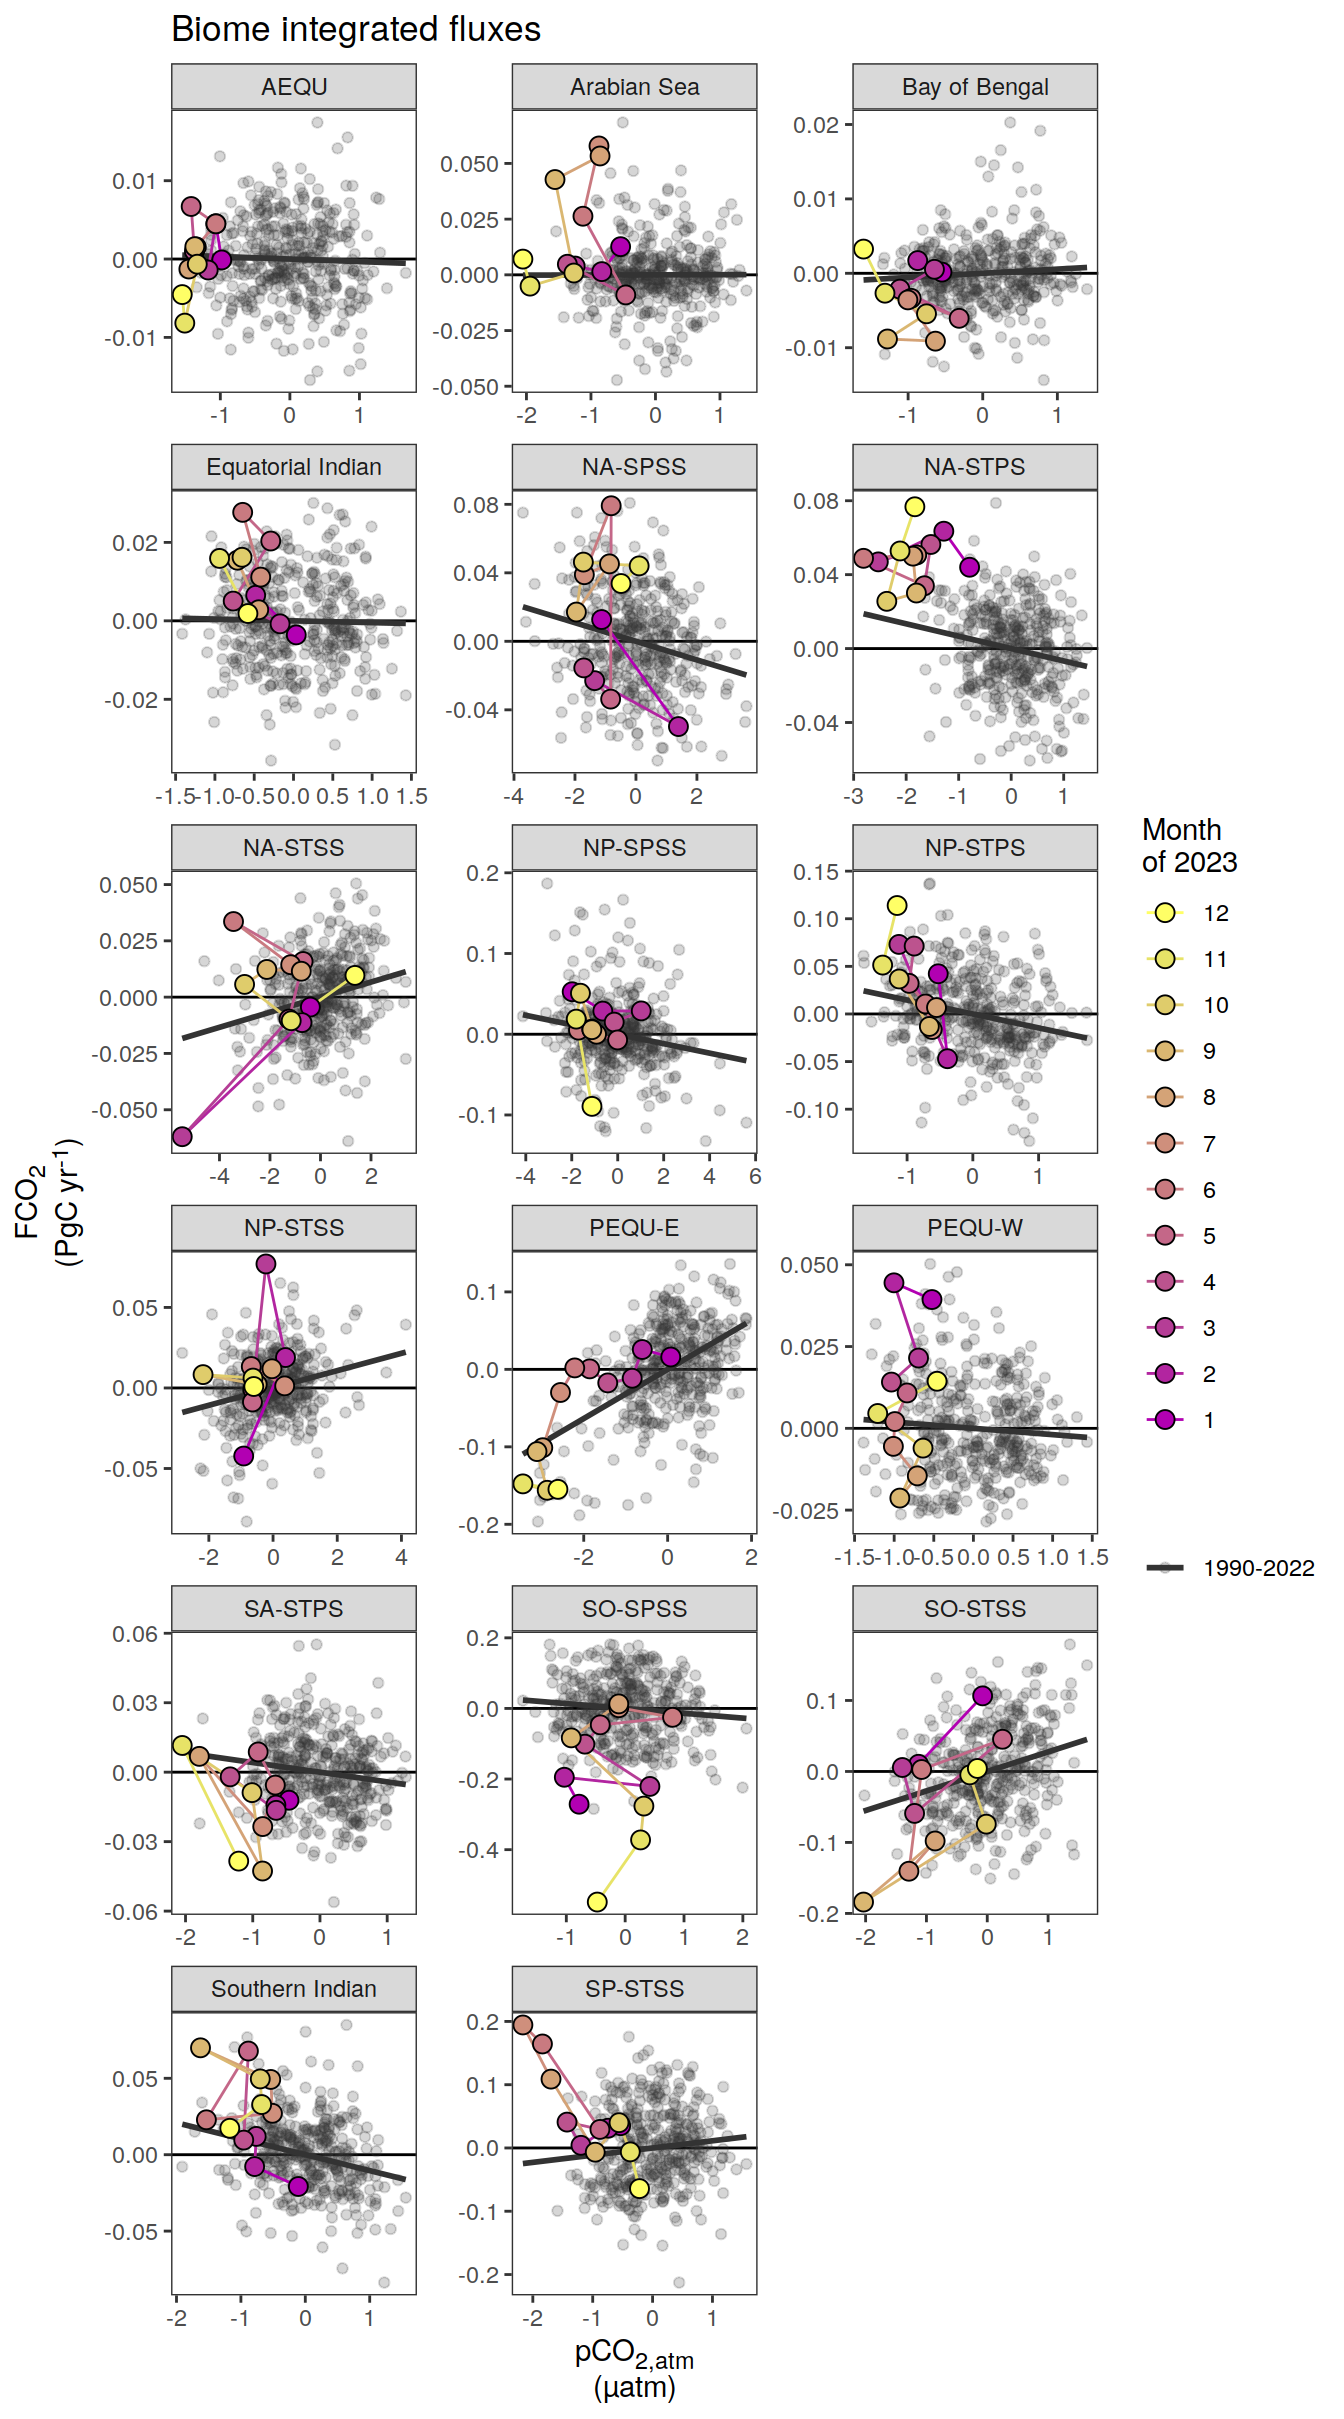 Biome integrated fluxes
AEQU
Arabian Sea
Bay of Bengal
0.01
0.00
-0.01
-1 0 1
0.050
0.025
0.000
-0.025
-0.050
-2 -1 0 1
0.02
0.01
0.00
-0.01
-1 0 1
Equatorial Indian
NA-SPSS
NA-STPS
0.02
0.00
-0.02
-1.5 -1.0 -0.5 0.0 0.5 1.0 1.5
0.08
0.04
0.00
-0.04
-4 -2 0 2
0.08
0.04
0.00
-0.04
-3 -2 -1 0 1
NA-STSS
NP-SPSS
NP-STPS
0.050
0.025
0.000
-0.025
-0.050
-4 -2 0 2
0.2
0.1
0.0
-0.1
-4 -2 0 2 4 6
0.15
0.10
0.05
0.00
-0.05
-0.10
-1 0 1
NP-STSS
PEQU-E
PEQU-W
0.05
0.00
-0.05
-2 0 2 4
0.1
0.0
-0.1
-0.2
-2 0 2
0.050
0.025
0.000
-0.025
-1.5 -1.0 -0.5 0.0 0.5 1.0 1.5
SA-STPS
SO-SPSS
SO-STSS
0.06
0.03
0.00
-0.03
-0.06
-2 -1 0 1
0.2
0.0
-0.2
-0.4
-1 0 1 2
0.1
0.0
-0.1
-0.2
-2 -1 0 1
Southern Indian
SP-STSS
0.05
0.00
-0.05
-2 -1 0 1
0.2
0.1
0.0
-0.1
-0.2
-2 -1 0 1
FCO2
(PgC yr-1)
pCO2,atm
(µatm)
Month
of 2023
12
11
10
9
8
7
6
5
4
3
2
1
1990-2022